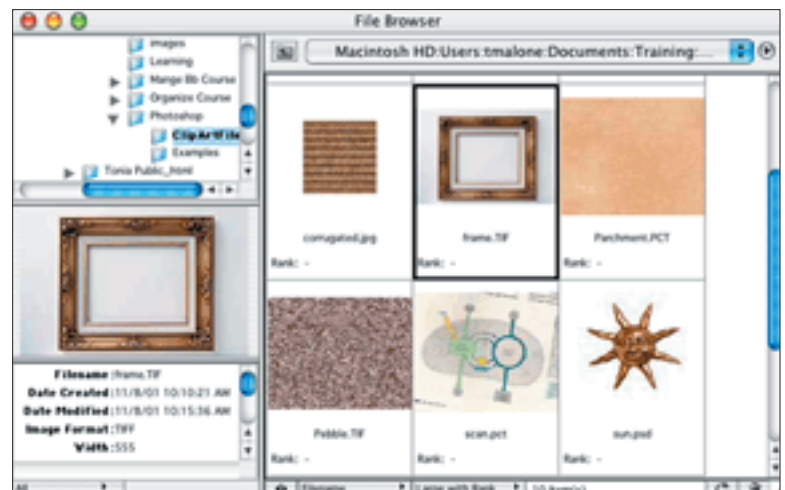 File Browser
images
Learning
Mange Bb Course
Organize Course
Photoshop
ClipArtFile
Examples
Tonia Public_html
Macintosh HD:Users:tmalone:Documents:Training:...
corrugated.jpg
Rank: -
frame.TIF
Rank: -
Parchment.PCT
Rank: -
Pebble.TIF
Rank: -
scan.pct
Rank: -
sun.psd
Rank: -
Filename :frame.TIF
Date Created :11/8/01 10:10:21 AM
Date Modified :11/8/01 10:15:36 AM
Image Format :TIFF
Width :555
All
Filename
Large with Rank
10 Item(s)